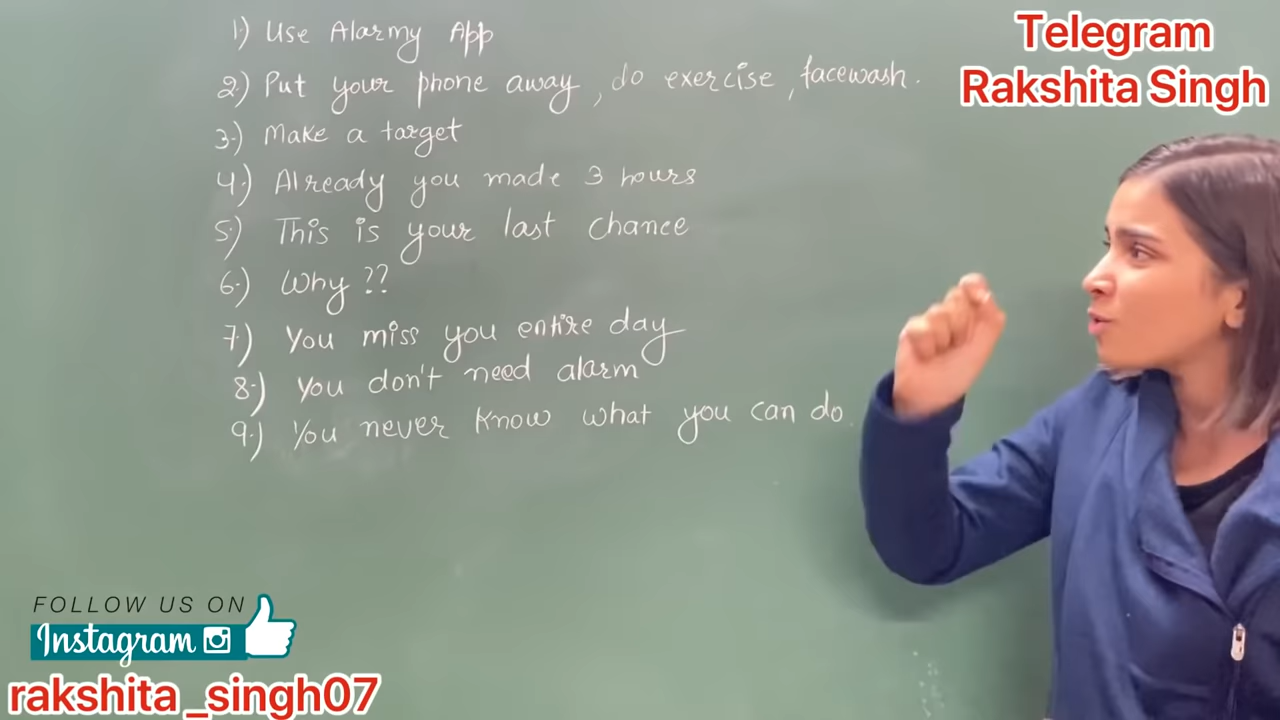 1.) Use Alarmy App
2.) Put your phone away, do exercise, facewash.
3.) Make a target
4.) Already you made 3 hours
5.) This is your last chance
6.) Why ??
7.) You miss you entire day
8.) You don't need alarm
9.) You never know what you can do.
Telegram
Rakshita Singh
FOLLOW US ON
Instagram
rakshita_singh07